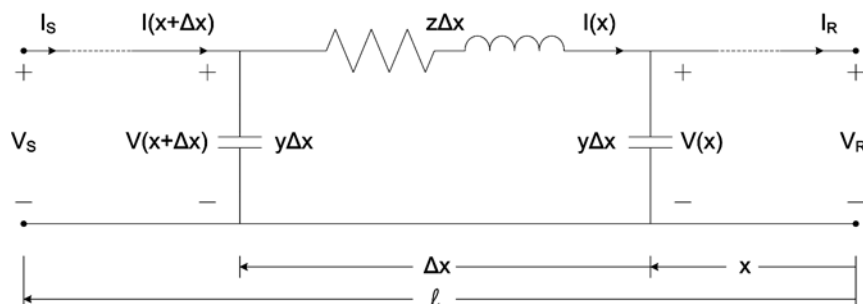 I_S I(x+Δx) zΔx I(x) I_R
+ + + +
V_S V(x+Δx) yΔx yΔx V(x) V_R
− − − −
Δx x
ℓ